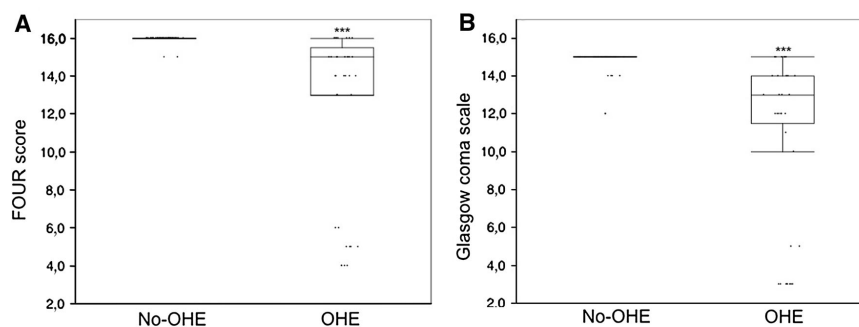 A
FOUR score
16,0
14,0
12,0
10,0
8,0
6,0
4,0
2,0
***
No-OHE
OHE
B
Glasgow coma scale
16,0
14,0
12,0
10,0
8,0
6,0
4,0
2.0
***
No-OHE
OHE